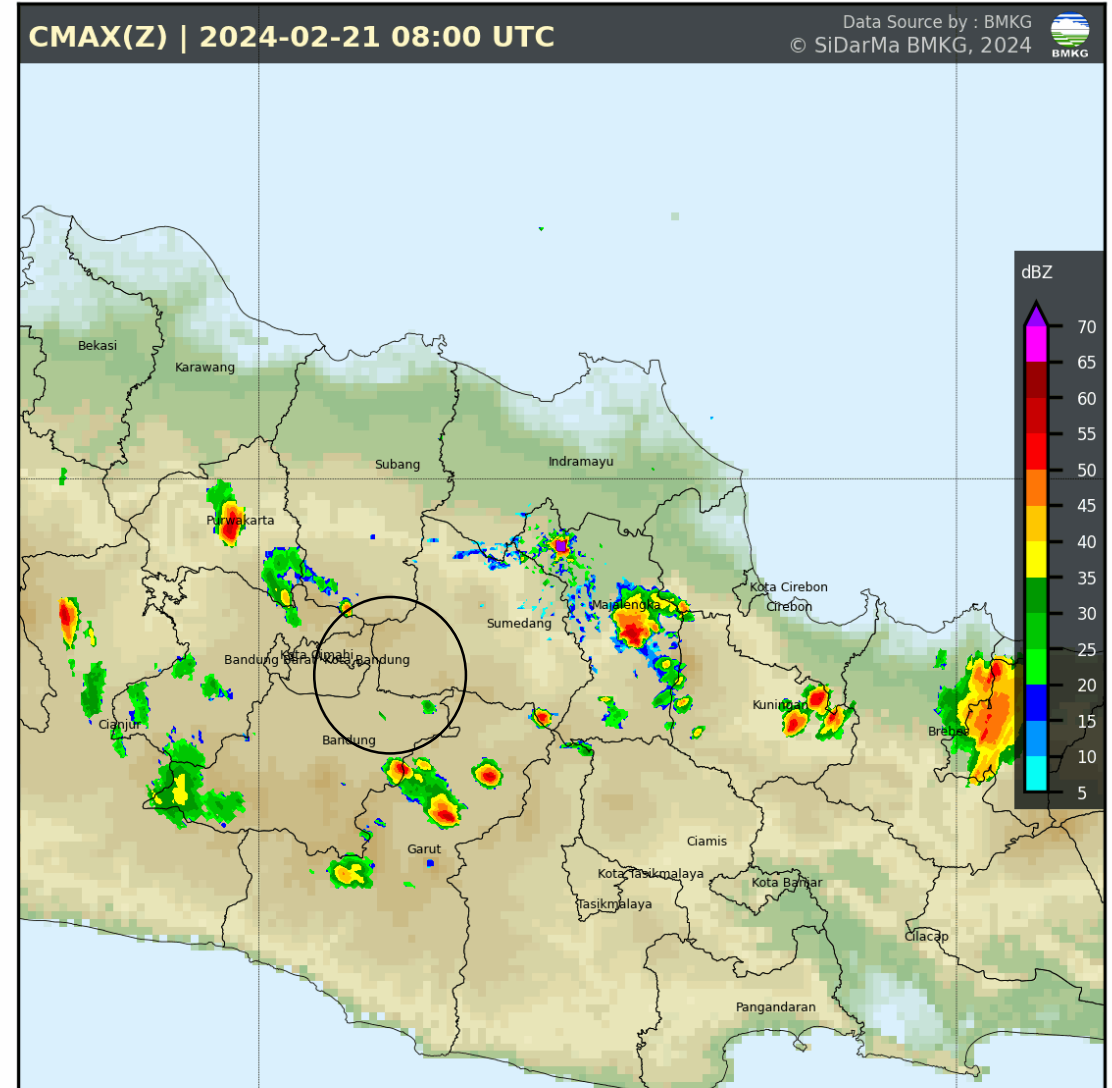 CMAX(Z) | 2024-02-21 08:00 UTC
Data Source by : BMKG
© SiDarMa BMKG, 2024
BMKG
dBZ
70
65
60
55
50
45
40
35
30
25
20
15
10
5
Bekasi
Karawang
Subang
Indramayu
Purwakarta
Kota Cirebon
Cirebon
Majalengka
Sumedang
Kota Cimahi
Bandung Barat
Kota Bandung
Kuningan
Cianjur
Brebes
Bandung
Ciamis
Garut
Kota Tasikmalaya
Kota Banjar
Tasikmalaya
Cilacap
Pangandaran